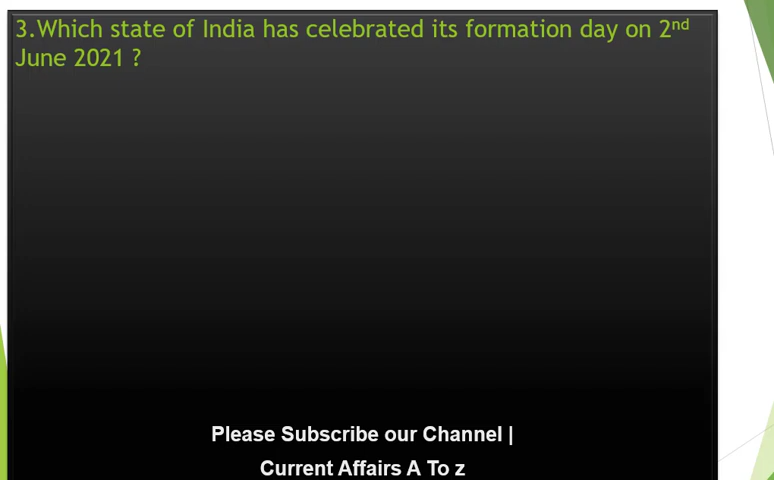 3.Which state of India has celebrated its formation day on 2nd
June 2021 ?
Please Subscribe our Channel |
Current Affairs A To z